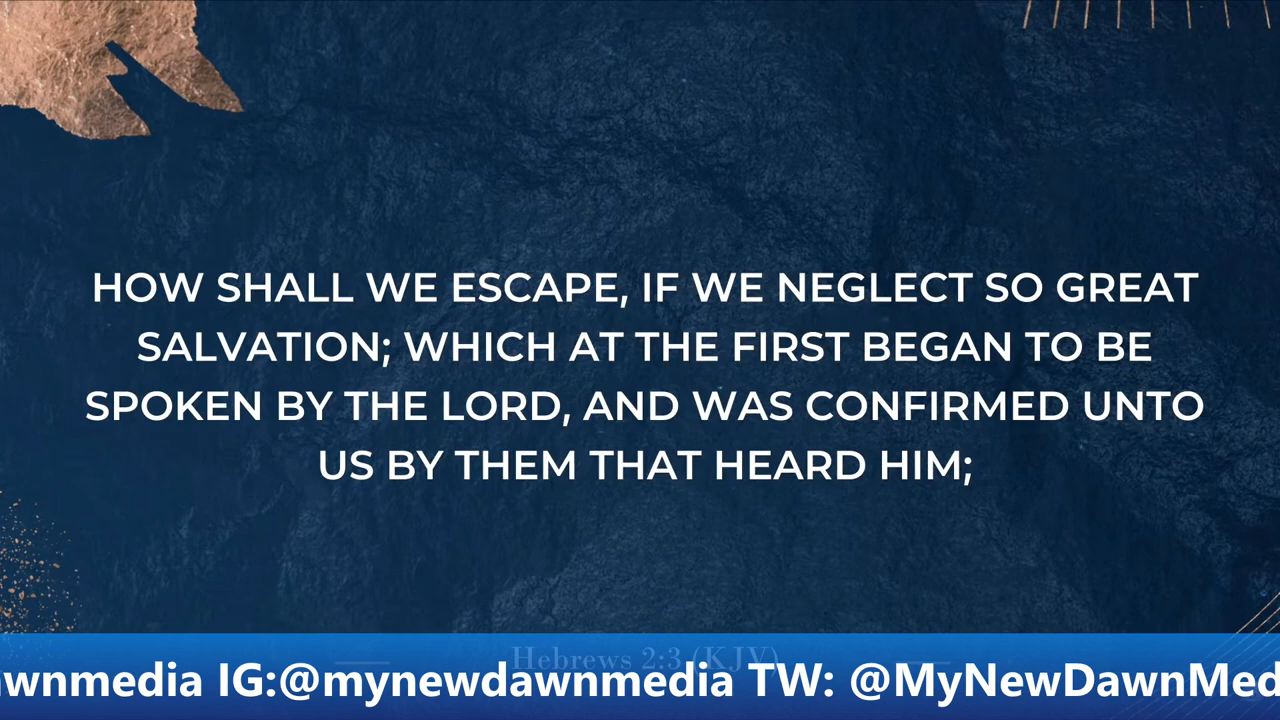 HOW SHALL WE ESCAPE, IF WE NEGLECT SO GREAT
SALVATION; WHICH AT THE FIRST BEGAN TO BE
SPOKEN BY THE LORD, AND WAS CONFIRMED UNTO
US BY THEM THAT HEARD HIM;
Hebrews 2:3 (KJV)
wnmedia IG:@mynewdawnmedia TW: @MyNewDawnMed